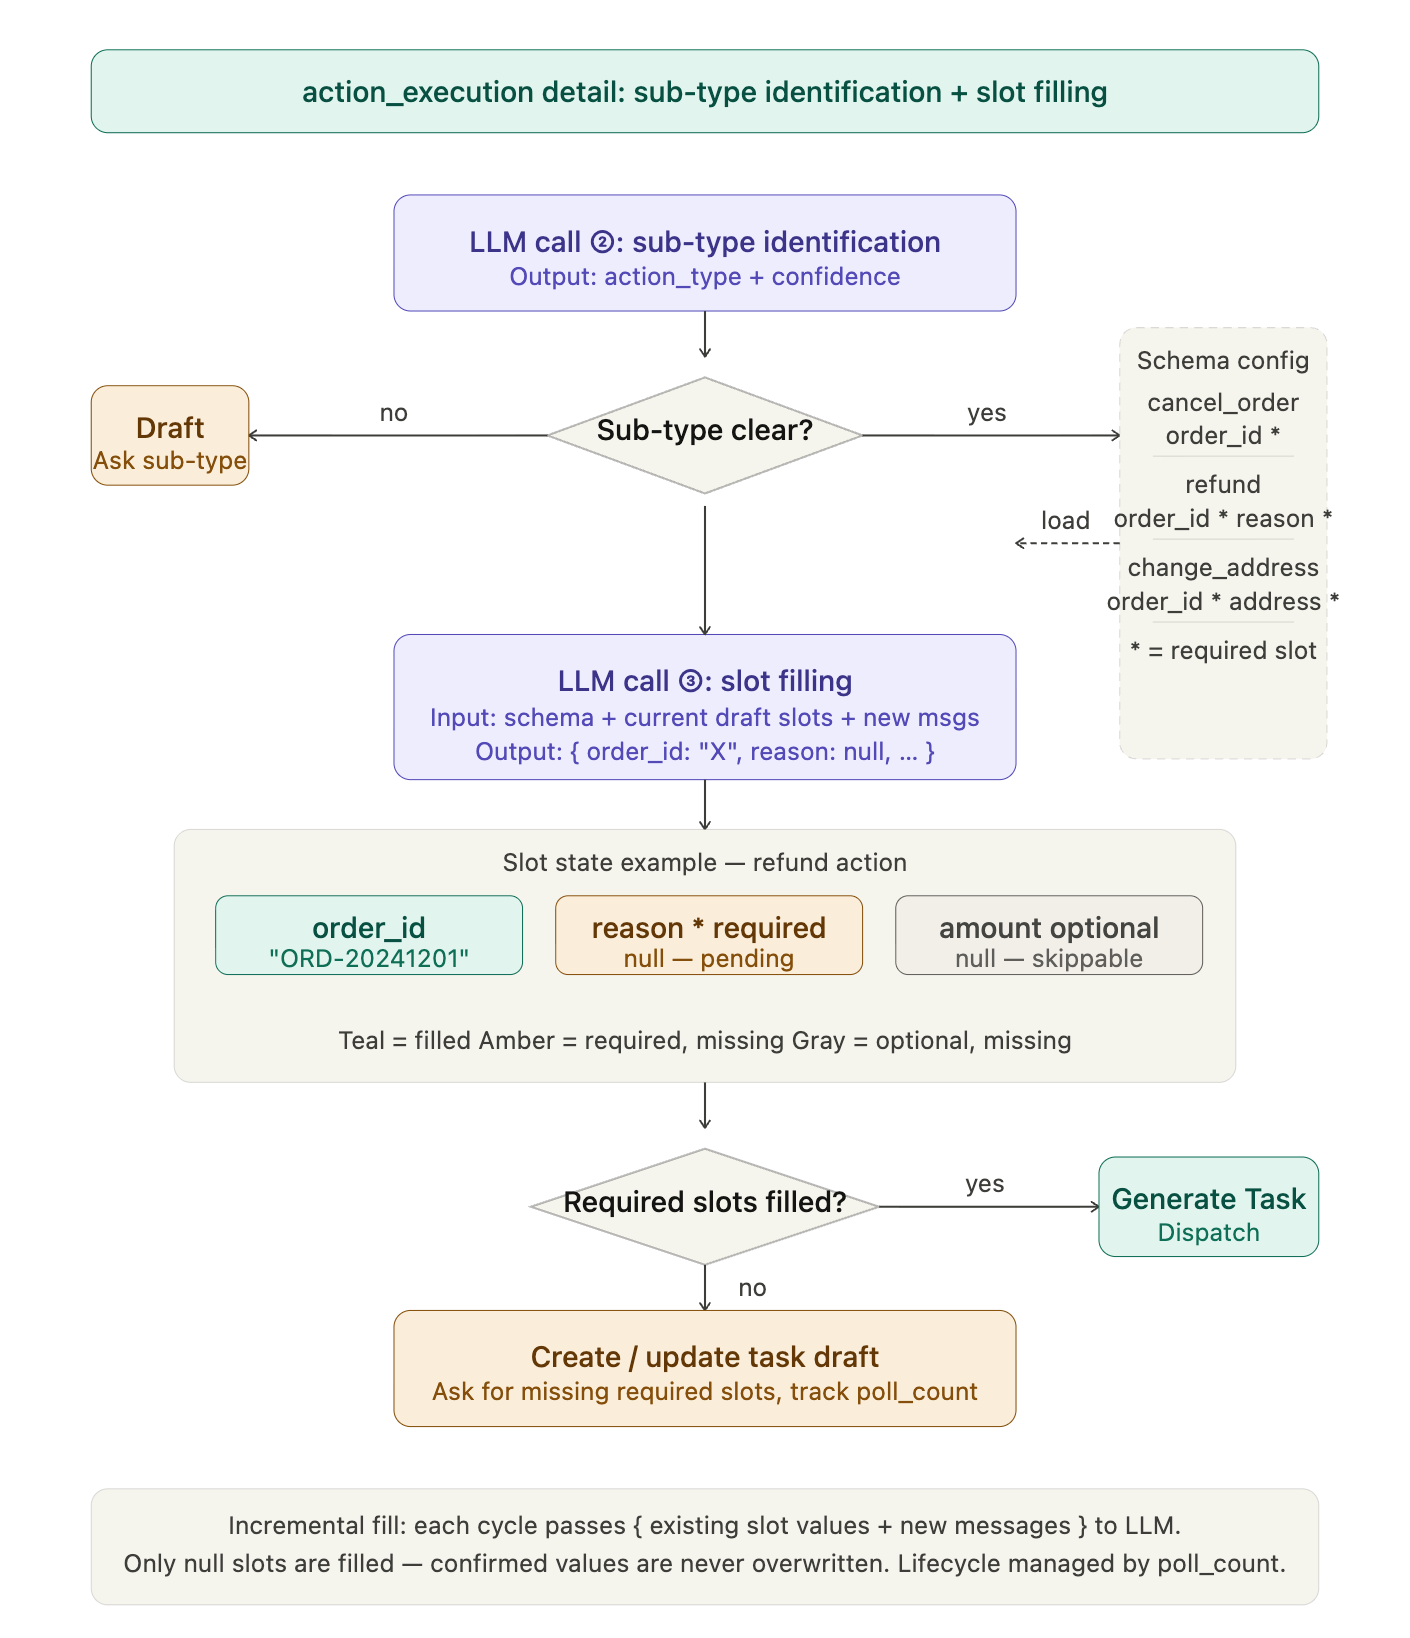 action_execution detail: sub-type identification + slot filling
LLM call ②: sub-type identification
Output: action_type + confidence
Sub-type clear?
no
yes
Draft
Ask sub-type
Schema config
cancel_order
order_id *
refund
order_id * reason *
change_address
order_id * address *
* = required slot
load
LLM call ③: slot filling
Input: schema + current draft slots + new msgs
Output: { order_id: "X", reason: null, ... }
Slot state example — refund action
order_id
"ORD-20241201"
reason * required
null — pending
amount optional
null — skippable
Teal = filled Amber = required, missing Gray = optional, missing
Required slots filled?
yes
Generate Task
Dispatch
no
Create / update task draft
Ask for missing required slots, track poll_count
Incremental fill: each cycle passes { existing slot values + new messages } to LLM.
Only null slots are filled — confirmed values are never overwritten. Lifecycle managed by poll_count.